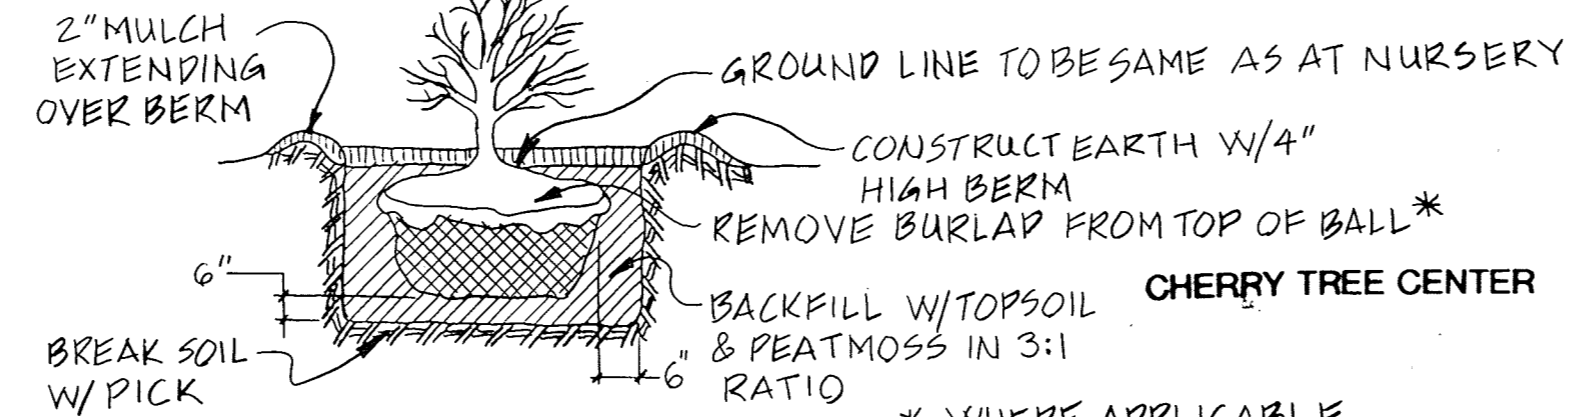 2" MULCH
EXTENDING
OVER BERM
GROUND LINE TO BE SAME AS AT NURSERY
CONSTRUCT EARTH W/4"
HIGH BERM
REMOVE BURLAP FROM TOP OF BALL*
CHERRY TREE CENTER
6"
BACKFILL W/TOPSOIL
& PEATMOSS IN 3:1
RATIO
BREAK SOIL
W/ PICK
6"
* WHERE APPLICABLE